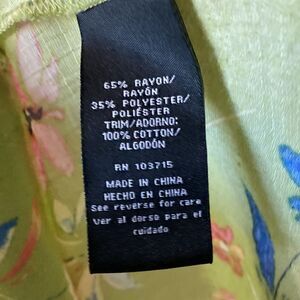 65% RAYON/
RAYÓN
35% POLYESTER/
POLIÉSTER
TRIM/ADORNO:
100% COTTON/
ALGODÓN
RN 103715
MADE IN CHINA
HECHO EN CHINA
See reverse for care
Ver al dorso para el
cuidado